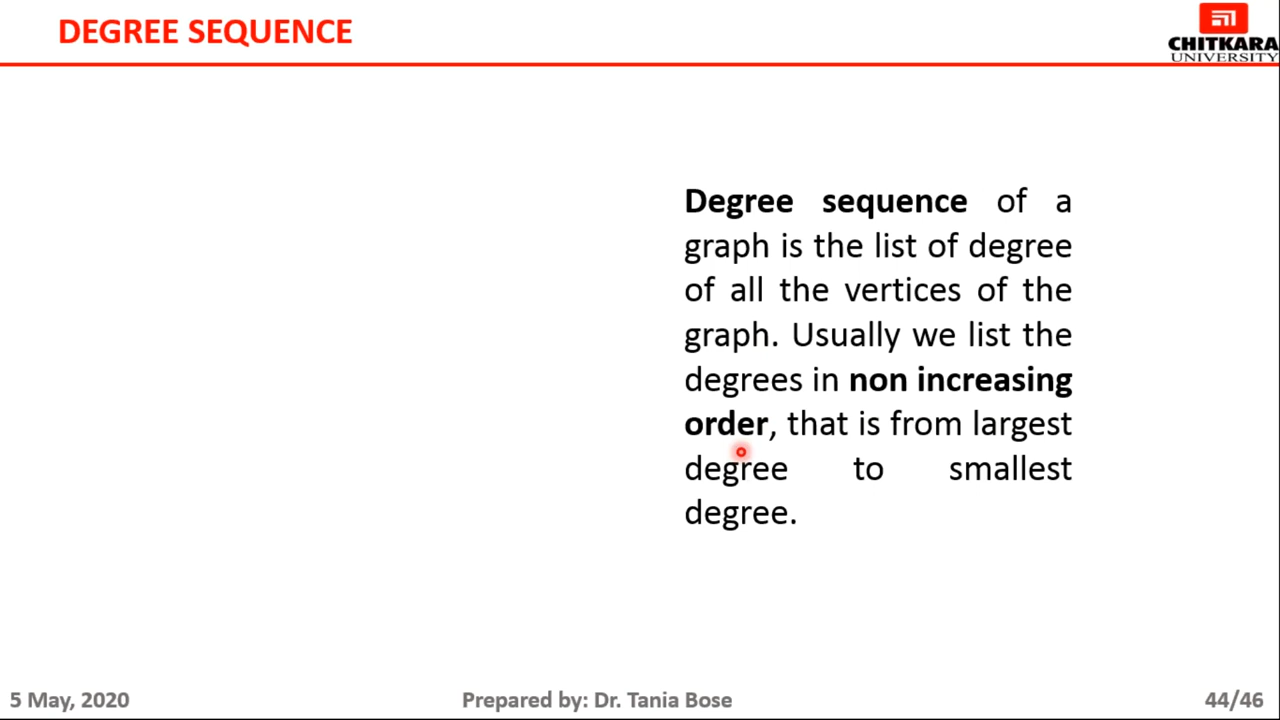 DEGREE SEQUENCE
CHITKARA
UNIVERSITY
Degree sequence of a
graph is the list of degree
of all the vertices of the
graph. Usually we list the
degrees in non increasing
order, that is from largest
degree to smallest
degree.
5 May, 2020
Prepared by: Dr. Tania Bose
44/46